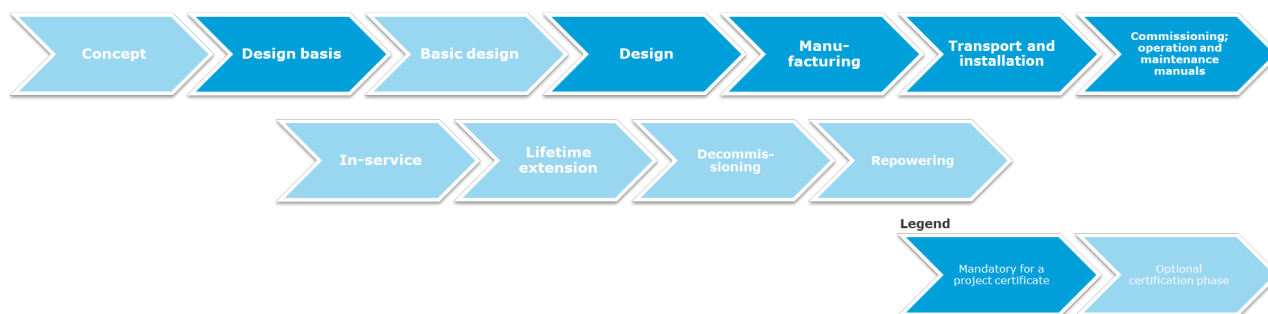 Concept
Design basis
Basic design
Design
Manu-
facturing
Transport and
installation
Commissioning;
operation and
maintenance
manuals
In-service
Lifetime
extension
Decommis-
sioning
Repowering
Legend
Mandatory for a
project certificate
Optional
certification phase